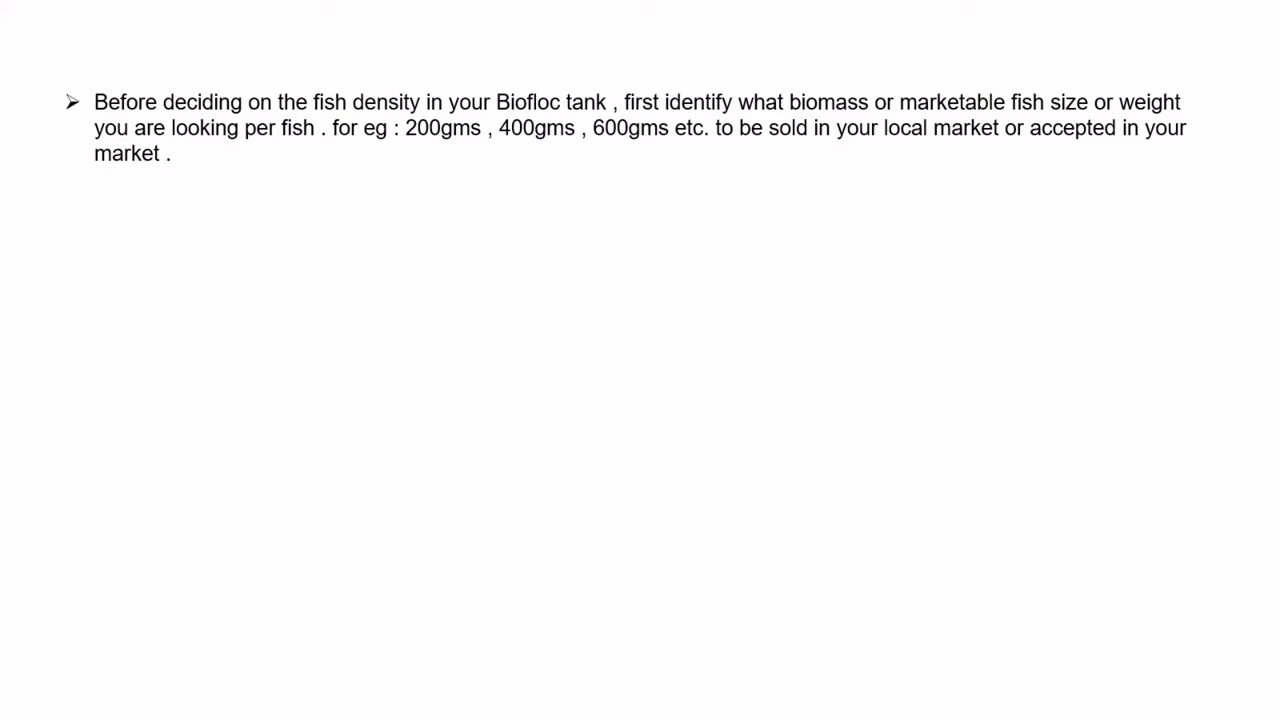 ➢ Before deciding on the fish density in your Biofloc tank , first identify what biomass or marketable fish size or weight
you are looking per fish . for eg : 200gms , 400gms , 600gms etc. to be sold in your local market or accepted in your
market .